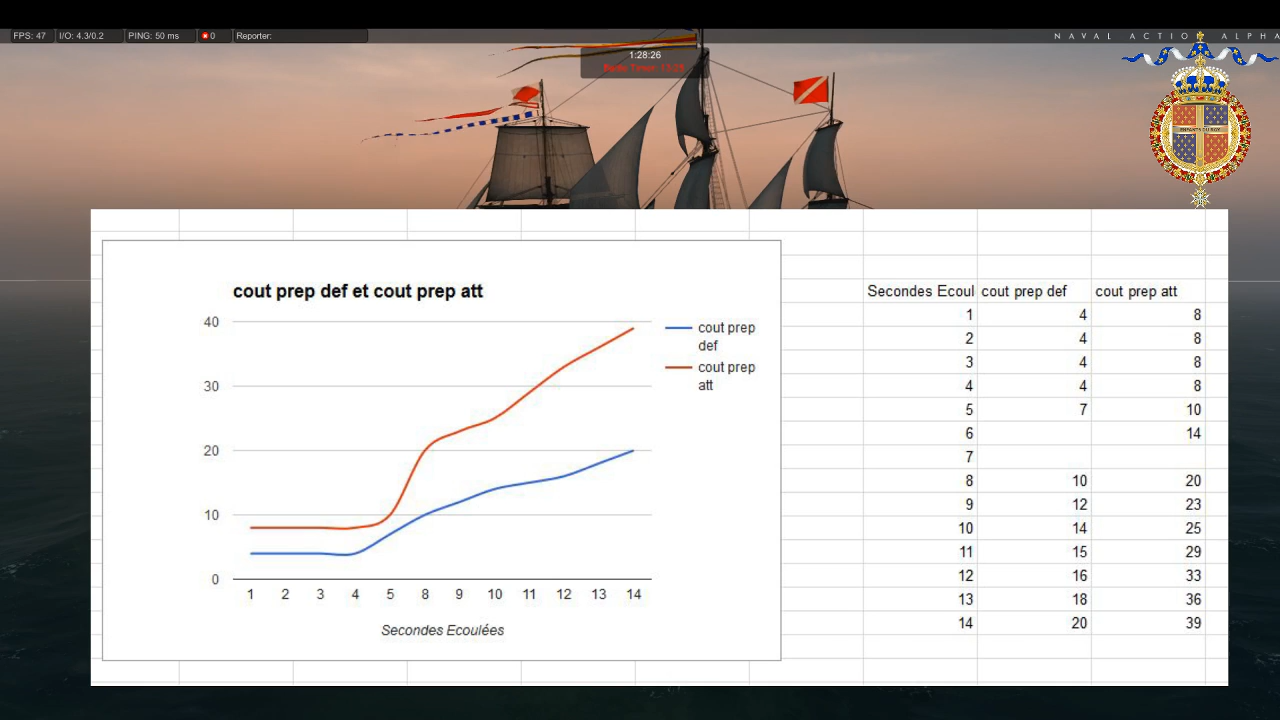 FPS: 47 I/O: 4.3/0.2 PING: 50 ms 0 Reporter:
NAVAL ACTION ALPHA
1:28:26
ENFANTS DU ROY
cout prep def et cout prep att
40
30
20
10
0
cout prep
def
cout prep
att
1 2 3 4 5 8 9 10 11 12 13 14
Secondes Ecoulées
Secondes Ecoul cout prep def cout prep att
1 4 8
2 4 8
3 4 8
4 4 8
5 7 10
6 14
7
8 10 20
9 12 23
10 14 25
11 15 29
12 16 33
13 18 36
14 20 39